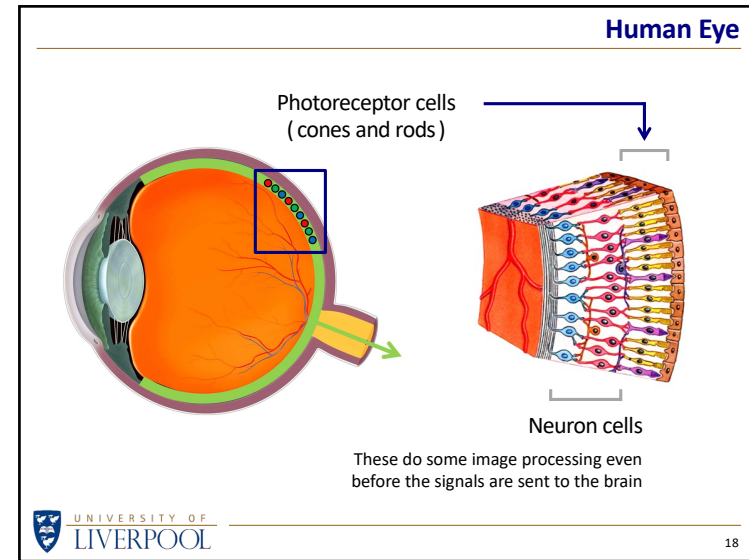 Human Eye
Photoreceptor cells
( cones and rods )
Neuron cells
These do some image processing even
before the signals are sent to the brain
UNIVERSITY OF
LIVERPOOL
18